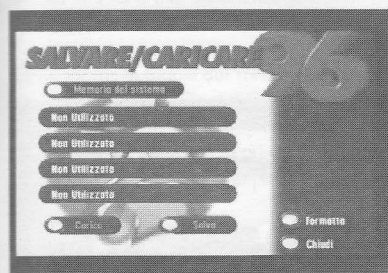 SALVARE/CARICARE
96
Memoria del sistema
Non Utilizzato
Non Utilizzato
Non Utilizzato
Non Utilizzato
Carica
Salva
Formatta
Chiudi